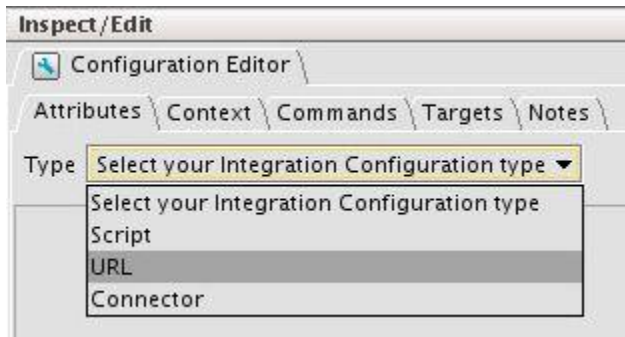 Inspect/Edit
Configuration Editor
Attributes Context Commands Targets Notes
Type Select your Integration Configuration type
Select your Integration Configuration type
Script
URL
Connector